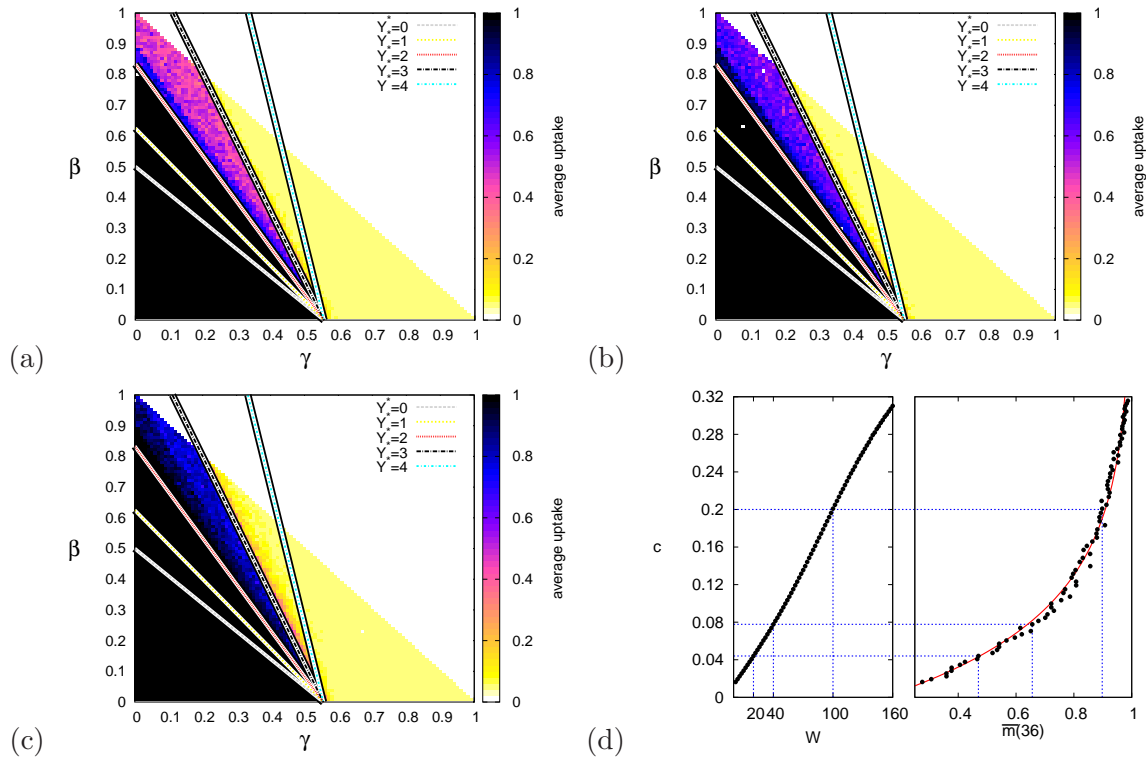 1
0.9
0.8
0.7
0.6
0.5
0.4
0.3
0.2
0.1
0
β
0 0.1 0.2 0.3 0.4 0.5 0.6 0.7 0.8 0.9 1
γ
Y*=0
Y*=1
Y*=2
Y*=3
Y*=4
1
0.8
0.6
0.4
0.2
0
average uptake
(a)
1
0.9
0.8
0.7
0.6
0.5
0.4
0.3
0.2
0.1
0
β
0 0.1 0.2 0.3 0.4 0.5 0.6 0.7 0.8 0.9 1
γ
Y*=0
Y*=1
Y*=2
Y*=3
Y*=4
1
0.8
0.6
0.4
0.2
0
average uptake
(b)
1
0.9
0.8
0.7
0.6
0.5
0.4
0.3
0.2
0.1
0
β
0 0.1 0.2 0.3 0.4 0.5 0.6 0.7 0.8 0.9 1
γ
Y*=0
Y*=1
Y*=2
Y*=3
Y*=4
1
0.8
0.6
0.4
0.2
0
average uptake
(c)
0.32
0.28
0.24
0.2
0.16
0.12
0.08
0.04
0
c
20 40 100 160
W
0.4 0.6 0.8 1
m̅(36)
(d)